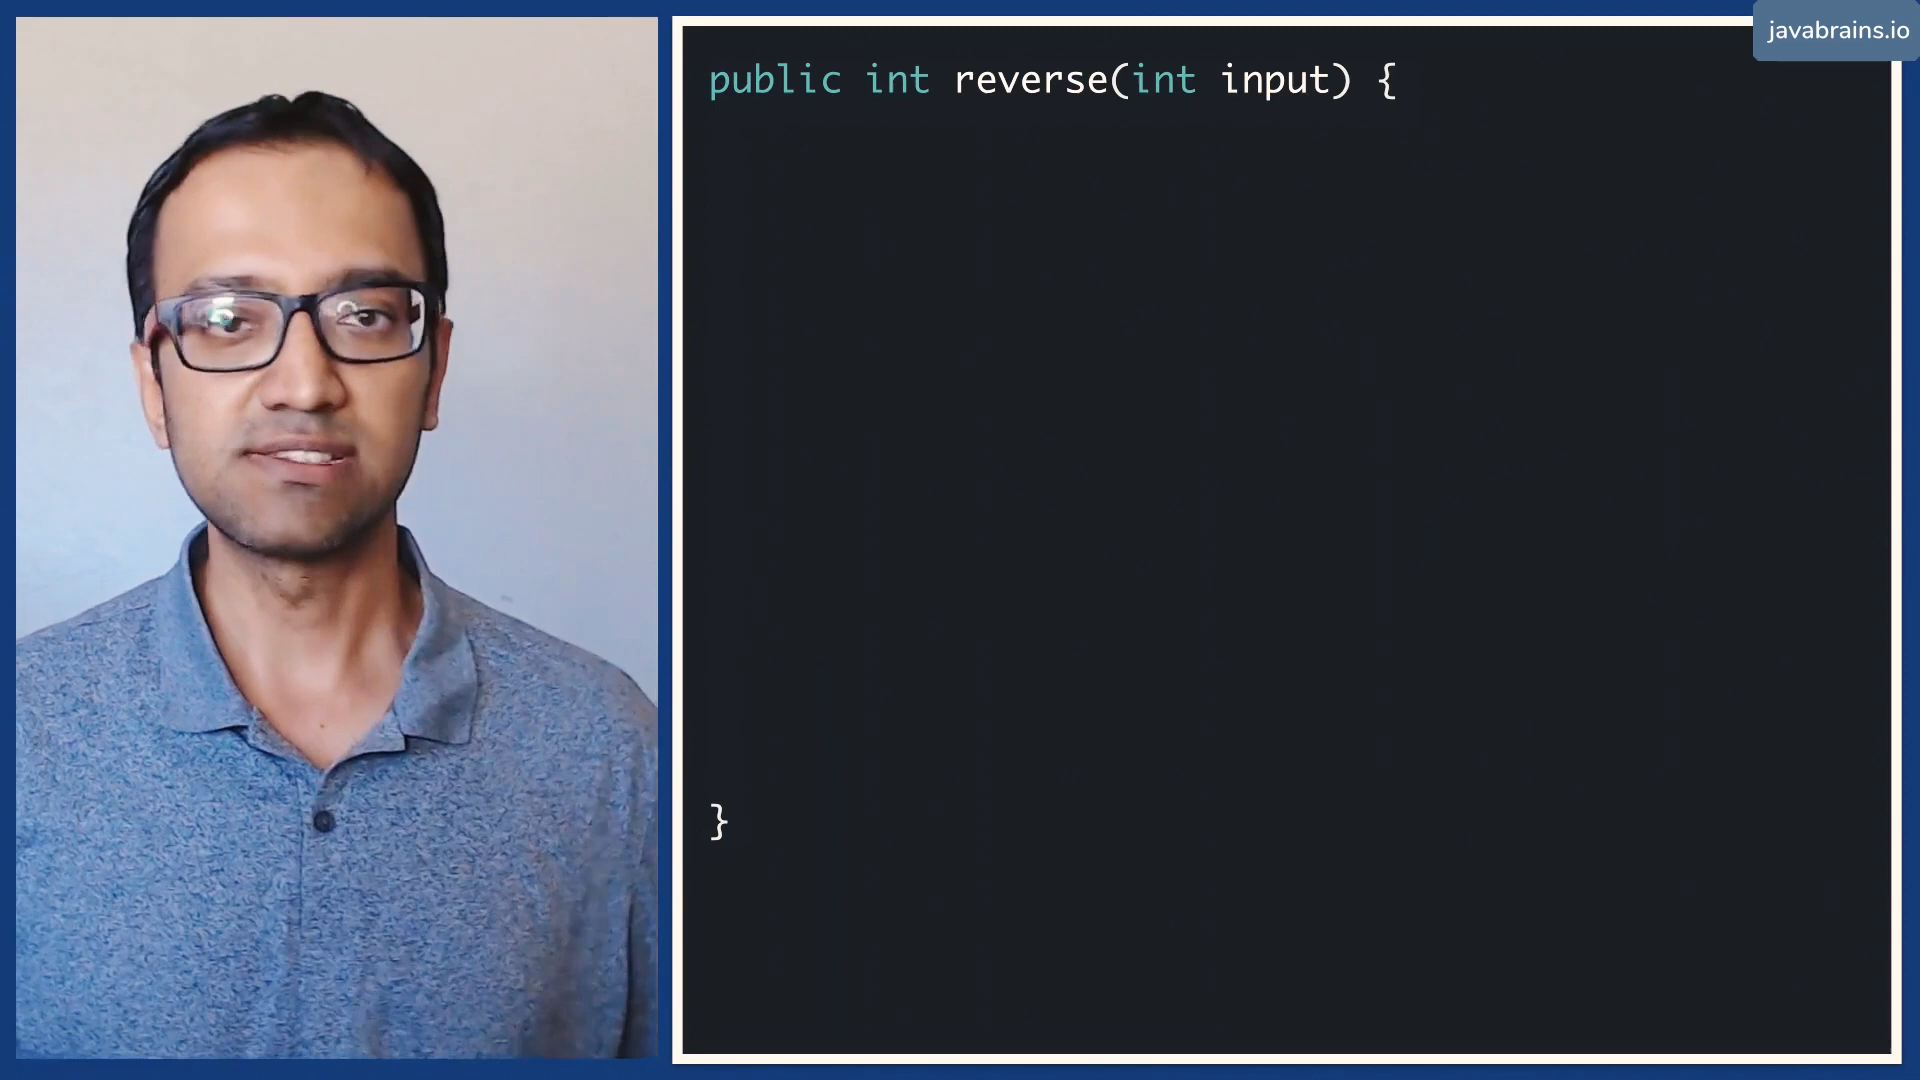 javabrains.io
public int reverse(int input) {
}